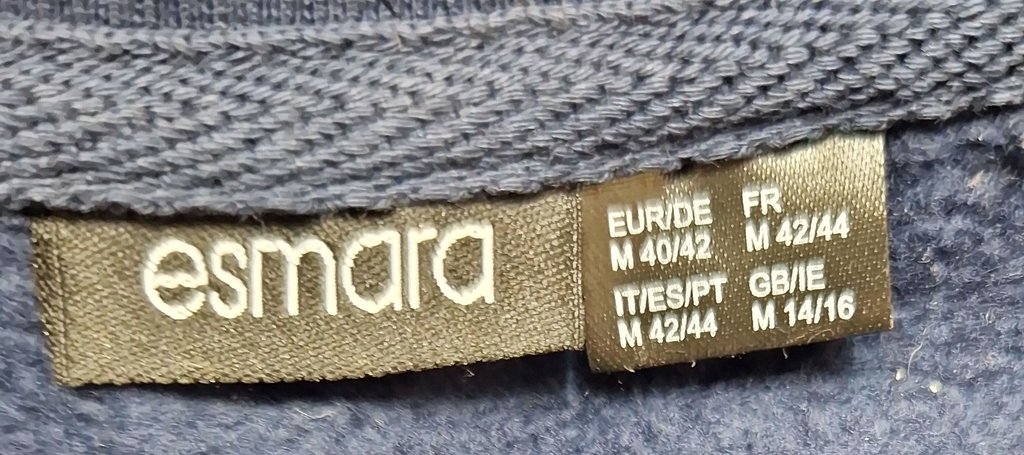 esmara
EUR/DE
M 40/42
FR
M 42/44
IT/ES/PT
M 42/44
GB/IE
M 14/16